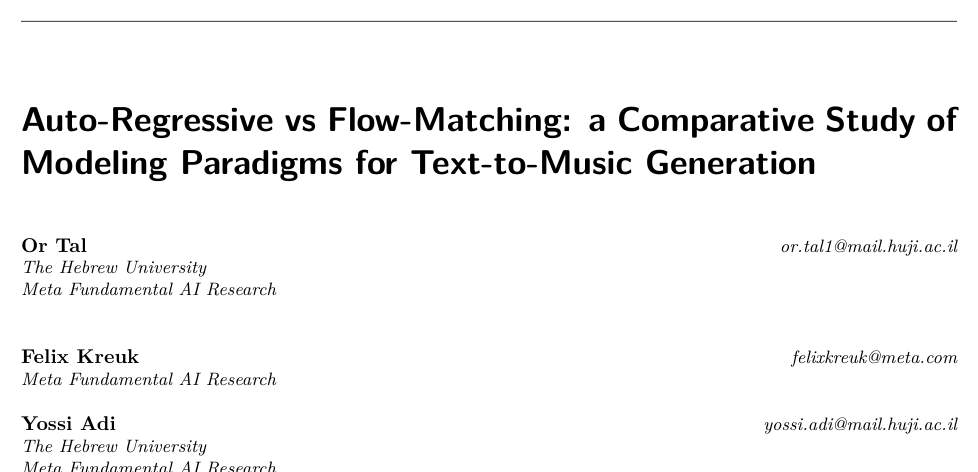 Auto-Regressive vs Flow-Matching: a Comparative Study of
Modeling Paradigms for Text-to-Music Generation
Or Tal or.tal1@mail.huji.ac.il
The Hebrew University
Meta Fundamental AI Research
Felix Kreuk felixkreuk@meta.com
Meta Fundamental AI Research
Yossi Adi yossi.adi@mail.huji.ac.il
The Hebrew University
Meta Fundamental AI Research